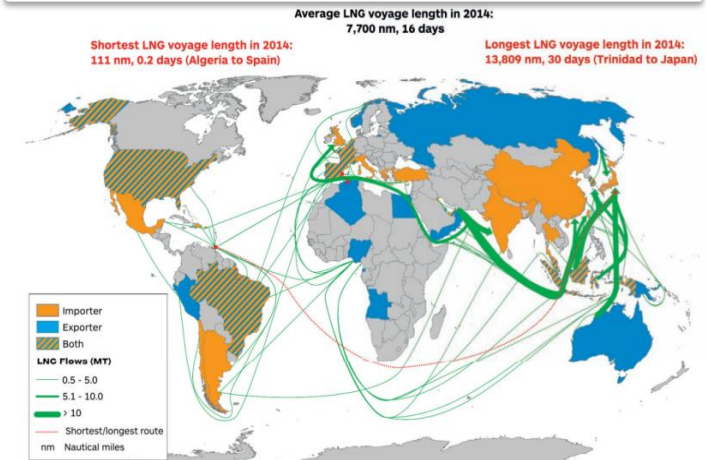 Average LNG voyage length in 2014:
7,700 nm, 16 days
Shortest LNG voyage length in 2014:
111 nm, 0.2 days (Algeria to Spain)
Longest LNG voyage length in 2014:
13,809 nm, 30 days (Trinidad to Japan)
Importer
Exporter
Both
LNG Flows (MT)
0.5 - 5.0
5.1 - 10.0
> 10
Shortest/longest route
nm Nautical miles